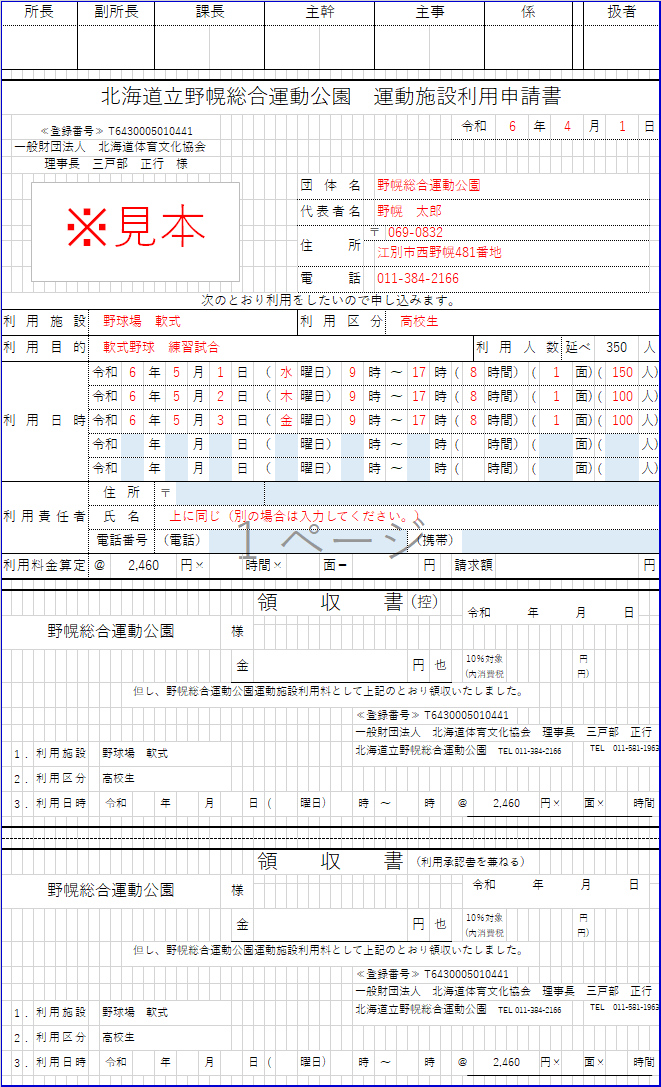 所長 副所長 課長 主幹 主事 係 扱者
北海道立野幌総合運動公園 運動施設利用申請書
令和 6 年 4 月 1 日
≪登録番号≫ T6430005010441
一般財団法人 北海道体育文化協会
理事長 三戸部 正行 様
※見本
団体名 野幌総合運動公園
代表者名 野幌 太郎
住所 〒 069-0832
江別市西野幌481番地
電話 011-384-2166
次のとおり利用をしたいので申し込みます。
利用施設 野球場 軟式 利用区分 高校生
利用目的 軟式野球 練習試合 利用人数 延べ 350 人
利用日時
令和 6 年 5 月 1 日 ( 水 曜日) 9 時 ～ 17 時 ( 8 時間) ( 1 面) ( 150 人)
令和 6 年 5 月 2 日 ( 木 曜日) 9 時 ～ 17 時 ( 8 時間) ( 1 面) ( 100 人)
令和 6 年 5 月 3 日 ( 金 曜日) 9 時 ～ 17 時 ( 8 時間) ( 1 面) ( 100 人)
令和 年 月 日 ( 曜日) 時 ～ 時 ( 時間) ( 面) ( 人)
令和 年 月 日 ( 曜日) 時 ～ 時 ( 時間) ( 面) ( 人)
利用責任者
住所 〒
氏名 上に同じ（別の場合は入力してください。）
電話番号 (電話) (携帯)
1 ページ
利用料金算定 @ 2,460 円× 時間× 面＝ 円 請求額 円
領収書 (控)
令和 年 月 日
野幌総合運動公園 様
金 円也 10%対象 円
(内消費税 円)
但し、野幌総合運動公園運動施設利用料として上記のとおり領収いたしました。
≪登録番号≫ T6430005010441
一般財団法人 北海道体育文化協会 理事長 三戸部 正行
北海道立野幌総合運動公園 TEL 011-384-2166 TEL 011-581-1963
1．利用施設 野球場 軟式
2．利用区分 高校生
3．利用日時 令和 年 月 日 ( 曜日) 時 ～ 時 @ 2,460 円× 面× 時間
領収書 (利用承認書を兼ねる)
令和 年 月 日
野幌総合運動公園 様
金 円也 10%対象 円
(内消費税 円)
但し、野幌総合運動公園運動施設利用料として上記のとおり領収いたしました。
≪登録番号≫ T6430005010441
一般財団法人 北海道体育文化協会 理事長 三戸部 正行
北海道立野幌総合運動公園 TEL 011-384-2166 TEL 011-581-1963
1．利用施設 野球場 軟式
2．利用区分 高校生
3．利用日時 令和 年 月 日 ( 曜日) 時 ～ 時 @ 2,460 円× 面× 時間